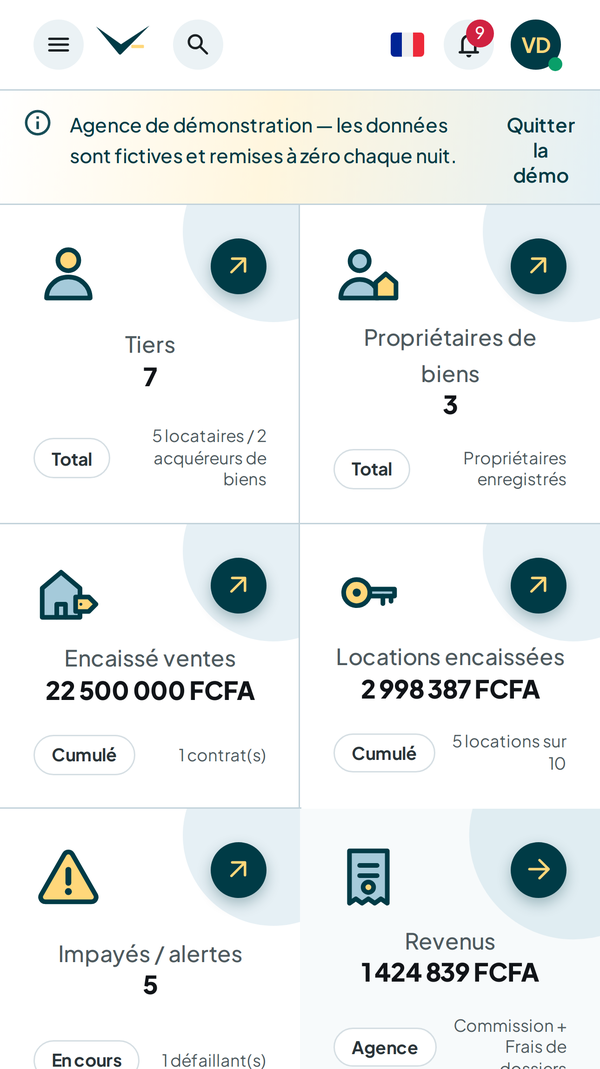 9
VD
Agence de démonstration — les données
sont fictives et remises à zéro chaque nuit.
Quitter
la
démo
Tiers
7
Total
5 locataires / 2
acquéreurs de
biens
Propriétaires de
biens
3
Total
Propriétaires
enregistrés
Encaissé ventes
22 500 000 FCFA
Cumulé
1 contrat(s)
Locations encaissées
2 998 387 FCFA
Cumulé
5 locations sur
10
Impayés / alertes
5
En cours
1 défaillant(s)
Revenus
1 424 839 FCFA
Agence
Commission +
Frais de
dossiers